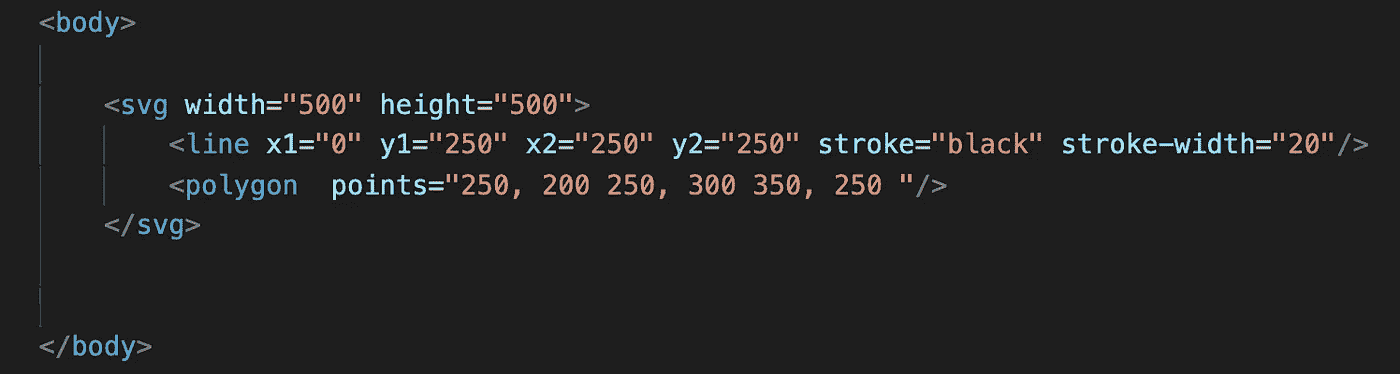 <body>
<svg width="500" height="500">
<line x1="0" y1="250" x2="250" y2="250" stroke="black" stroke-width="20"/>
<polygon  points="250, 200 250, 300 350, 250 "/>
</svg>
</body>